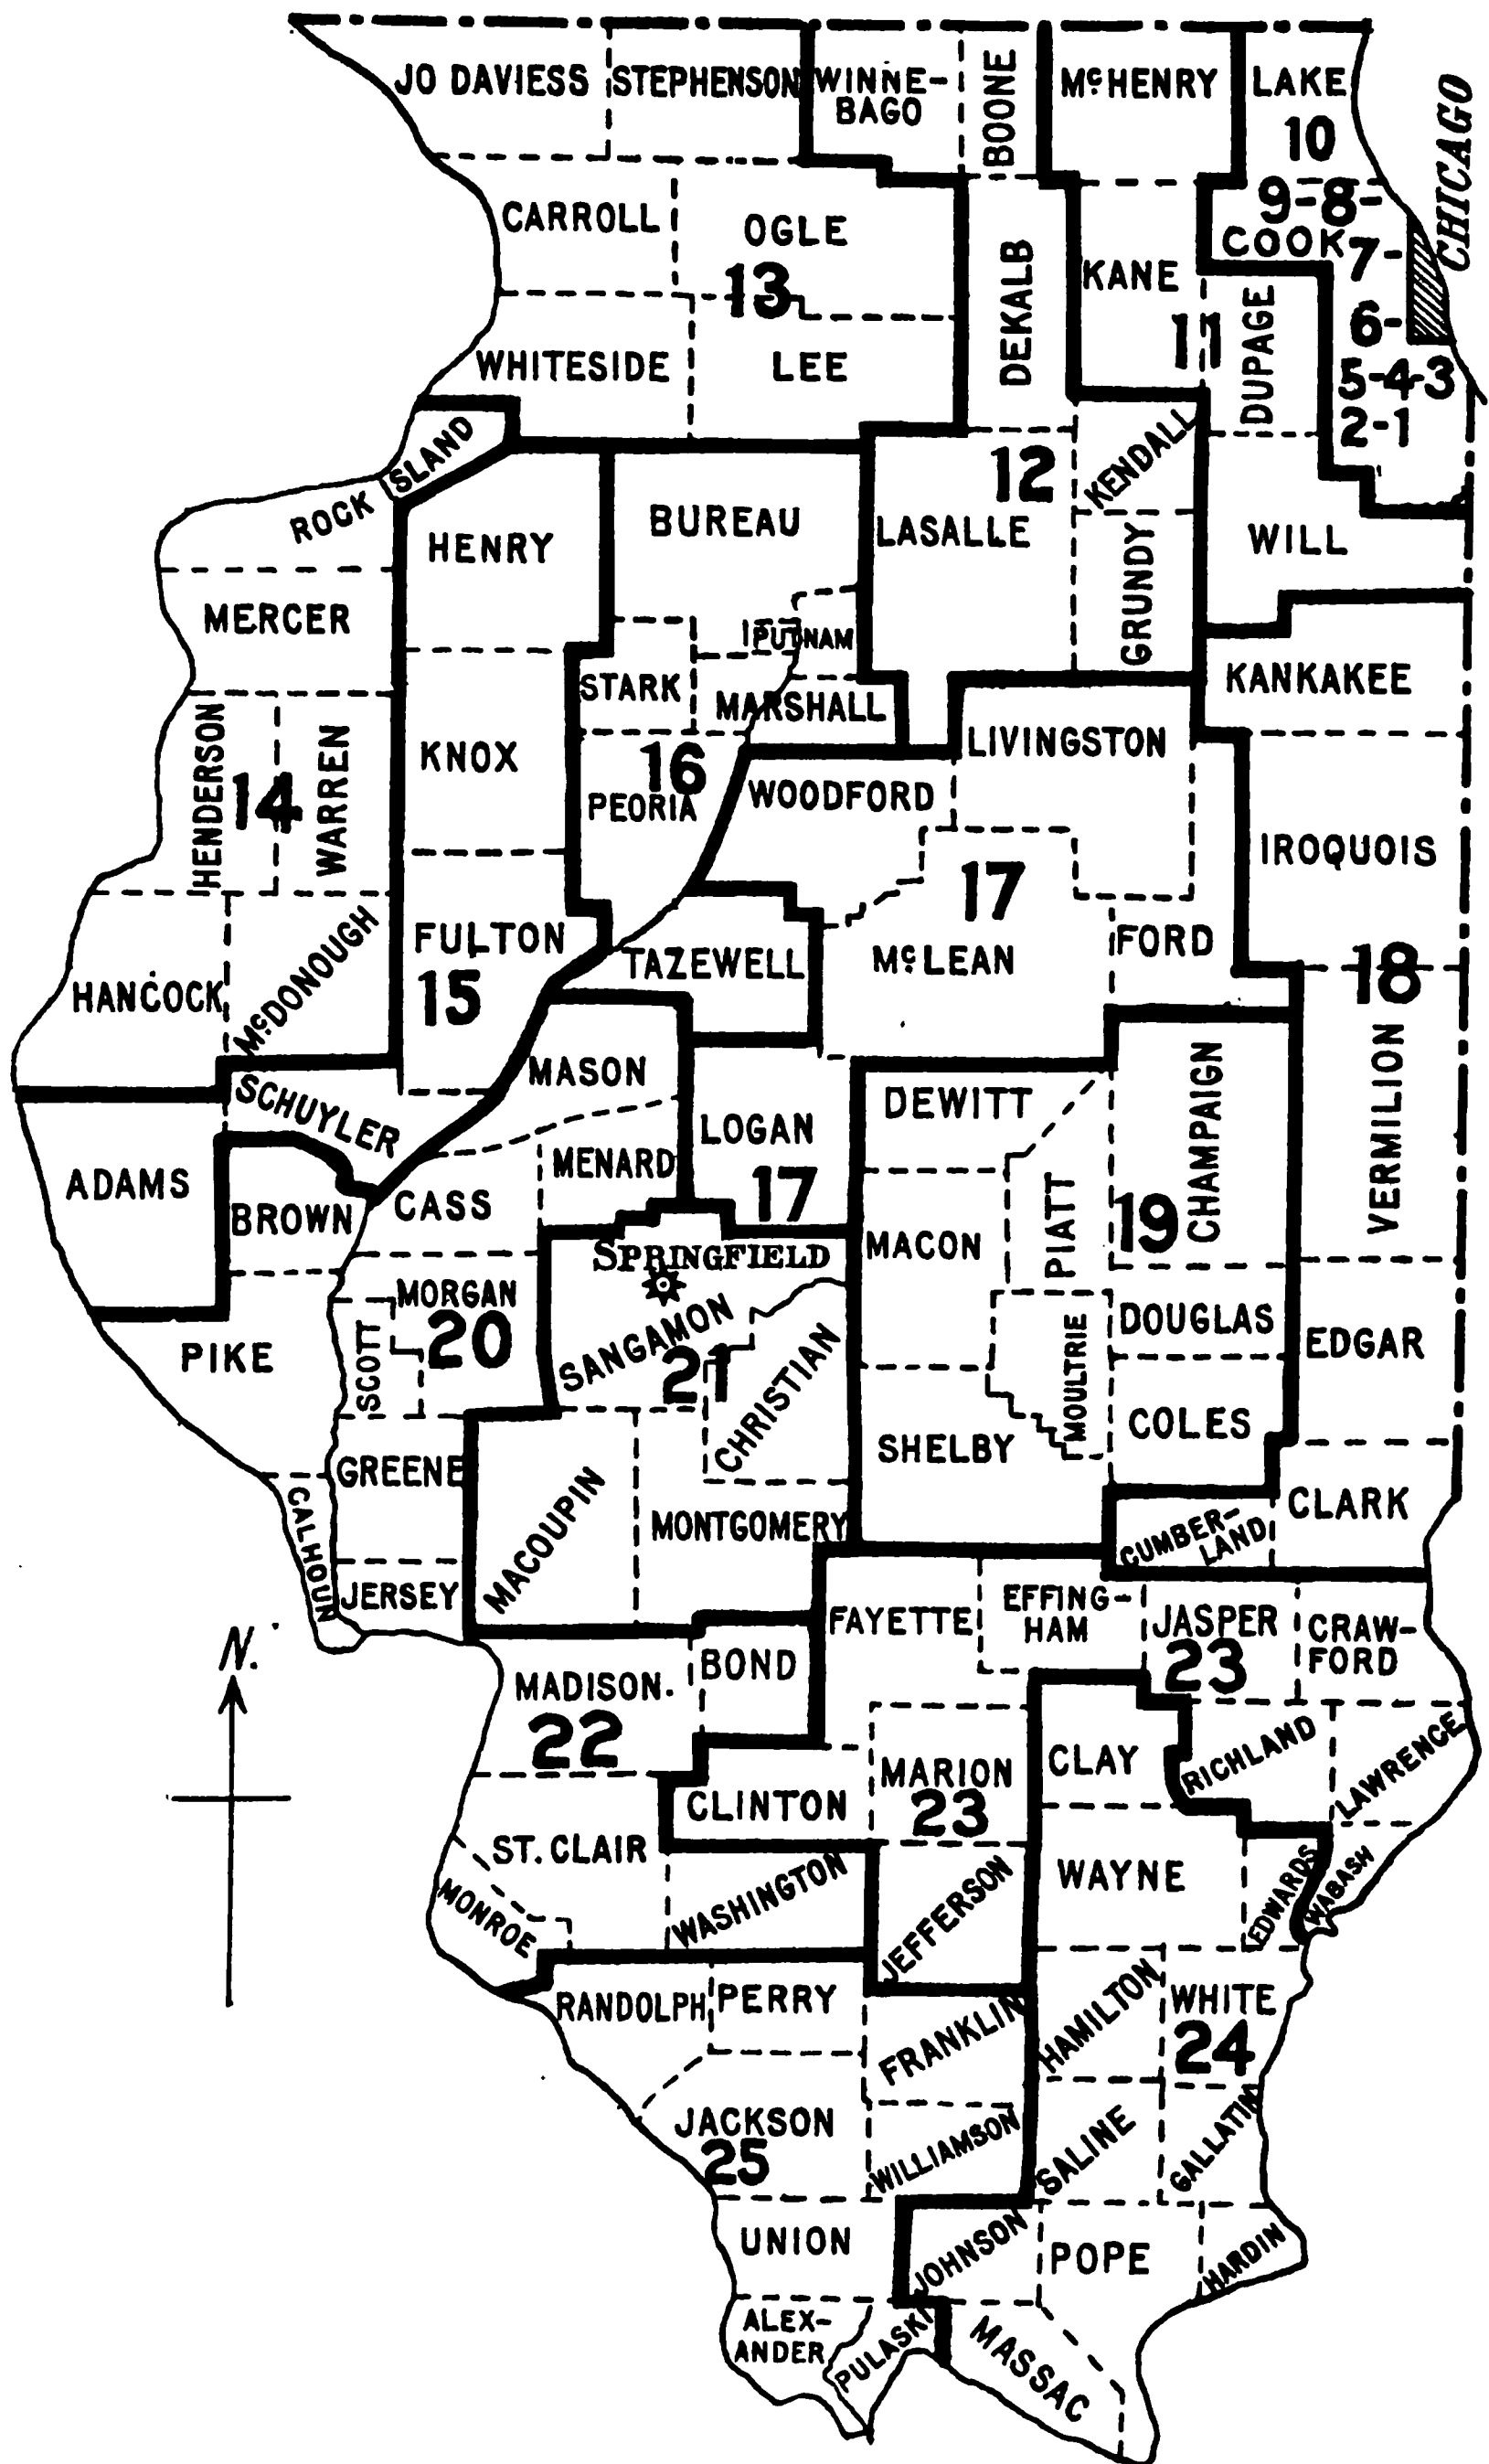 JO DAVIESS
STEPHENSON
WINNE-
BAGO
BOONE
McHENRY
LAKE
10
CHICAGO
9-8-
COOK
7-
6-
5-4-3
2-1
CARROLL
OGLE
13
DEKALB
KANE
11
DUPAGE
WHITESIDE
LEE
ROCK ISLAND
12
KENDALL
HENRY
BUREAU
LASALLE
GRUNDY
WILL
MERCER
PUTNAM
STARK
MARSHALL
KANKAKEE
HENDERSON
14
WARREN
KNOX
16
PEORIA
WOODFORD
LIVINGSTON
IROQUOIS
17
HANCOCK
McDONOUGH
FULTON
15
TAZEWELL
McLEAN
FORD
18
MASON
SCHUYLER
DEWITT
CHAMPAIGN
VERMILION
LOGAN
17
ADAMS
BROWN
CASS
MENARD
MACON
PIATT
19
SPRINGFIELD
MORGAN
20
SCOTT
SANGAMON
21
CHRISTIAN
PIKE
MOULTRIE
DOUGLAS
EDGAR
GREENE
SHELBY
COLES
CALHOUN
JERSEY
MACOUPIN
MONTGOMERY
CUMBER-
LAND
CLARK
N.
FAYETTE
EFFING-
HAM
JASPER
23
CRAW-
FORD
MADISON
22
BOND
CLINTON
MARION
23
CLAY
RICHLAND
LAWRENCE
ST. CLAIR
MONROE
WASHINGTON
JEFFERSON
WAYNE
EDWARDS
WABASH
RANDOLPH
PERRY
FRANKLIN
HAMILTON
WHITE
24
JACKSON
25
WILLIAMSON
SALINE
GALLATIN
UNION
JOHNSON
POPE
HARDIN
ALEX-
ANDER
PULASKI
MASSAC